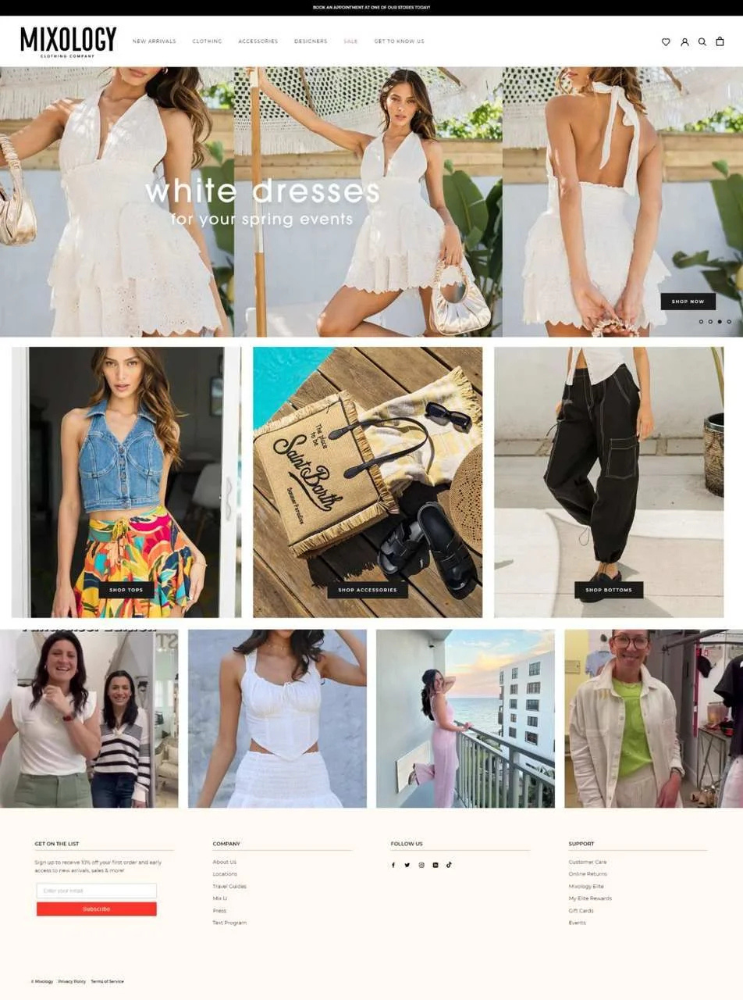 BOOK AN APPOINTMENT AT ONE OF OUR STORES TODAY!
MIXOLOGY
CLOTHING COMPANY
NEW ARRIVALS
CLOTHING
ACCESSORIES
DESIGNERS
SALE
GET TO KNOW US
white dresses
for your spring events
SHOP NOW
The place
to be
Saint Barth
Summer Paradise
SHOP TOPS
SHOP ACCESSORIES
SHOP BOTTOMS
GET ON THE LIST
Sign up to receive 10% off your first order and early
access to new arrivals, sales & more!
Enter your email
Subscribe
COMPANY
About Us
Locations
Travel Guides
Mix U
Press
Text Program
FOLLOW US
SUPPORT
Customer Care
Online Returns
Mixology Elite
My Elite Rewards
Gift Cards
Events
© Mixology
Privacy Policy
Terms of Service